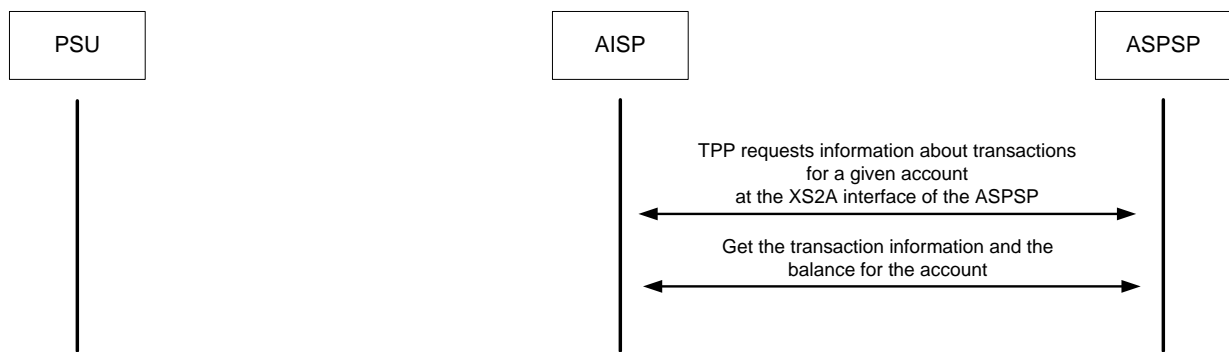 PSU
AISP
ASPSP
TPP requests information about transactions
for a given account
at the XS2A interface of the ASPSP
Get the transaction information and the
balance for the account